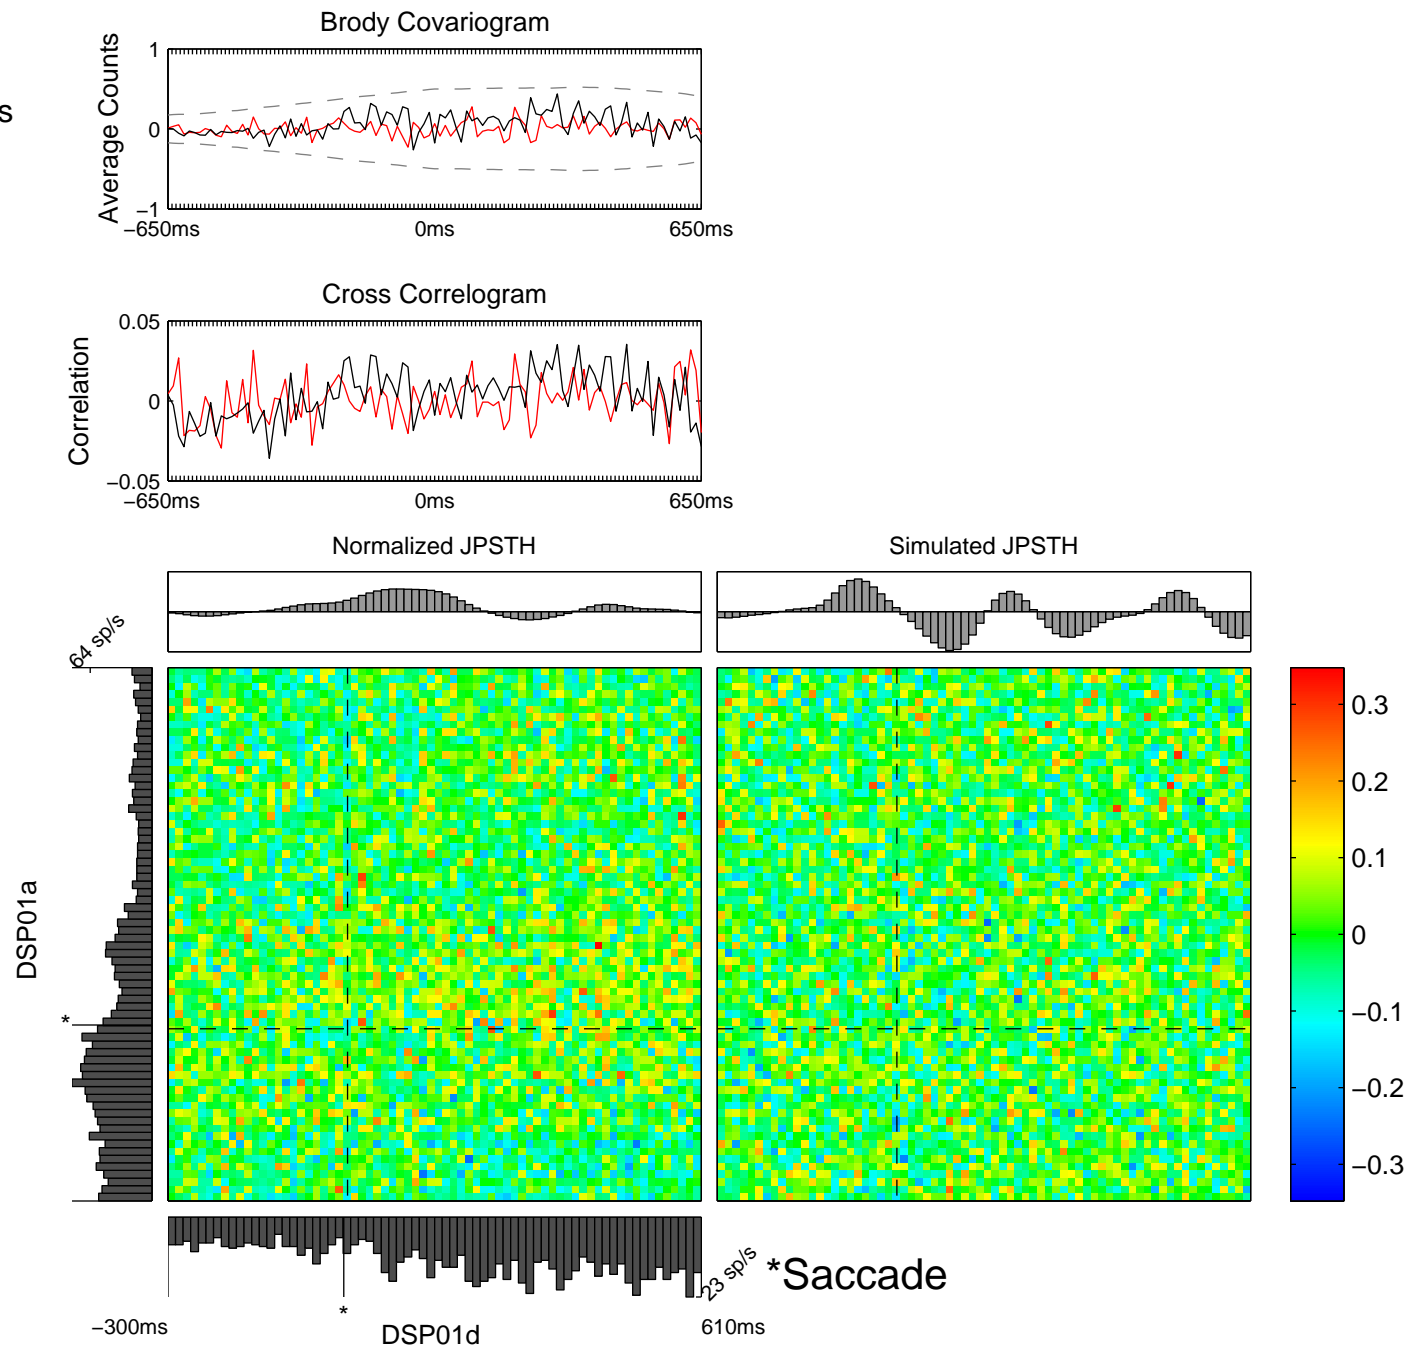 Brody Covariogram
s
Average Counts
1
0
−1
−650ms 0ms 650ms
Cross Correlogram
Correlation
0.05
0
−0.05
−650ms 0ms 650ms
Normalized JPSTH
Simulated JPSTH
64 sp/s
DSP01a
*
0.3
0.2
0.1
0
−0.1
−0.2
−0.3
23 sp/s
*Saccade
*
−300ms
DSP01d
610ms